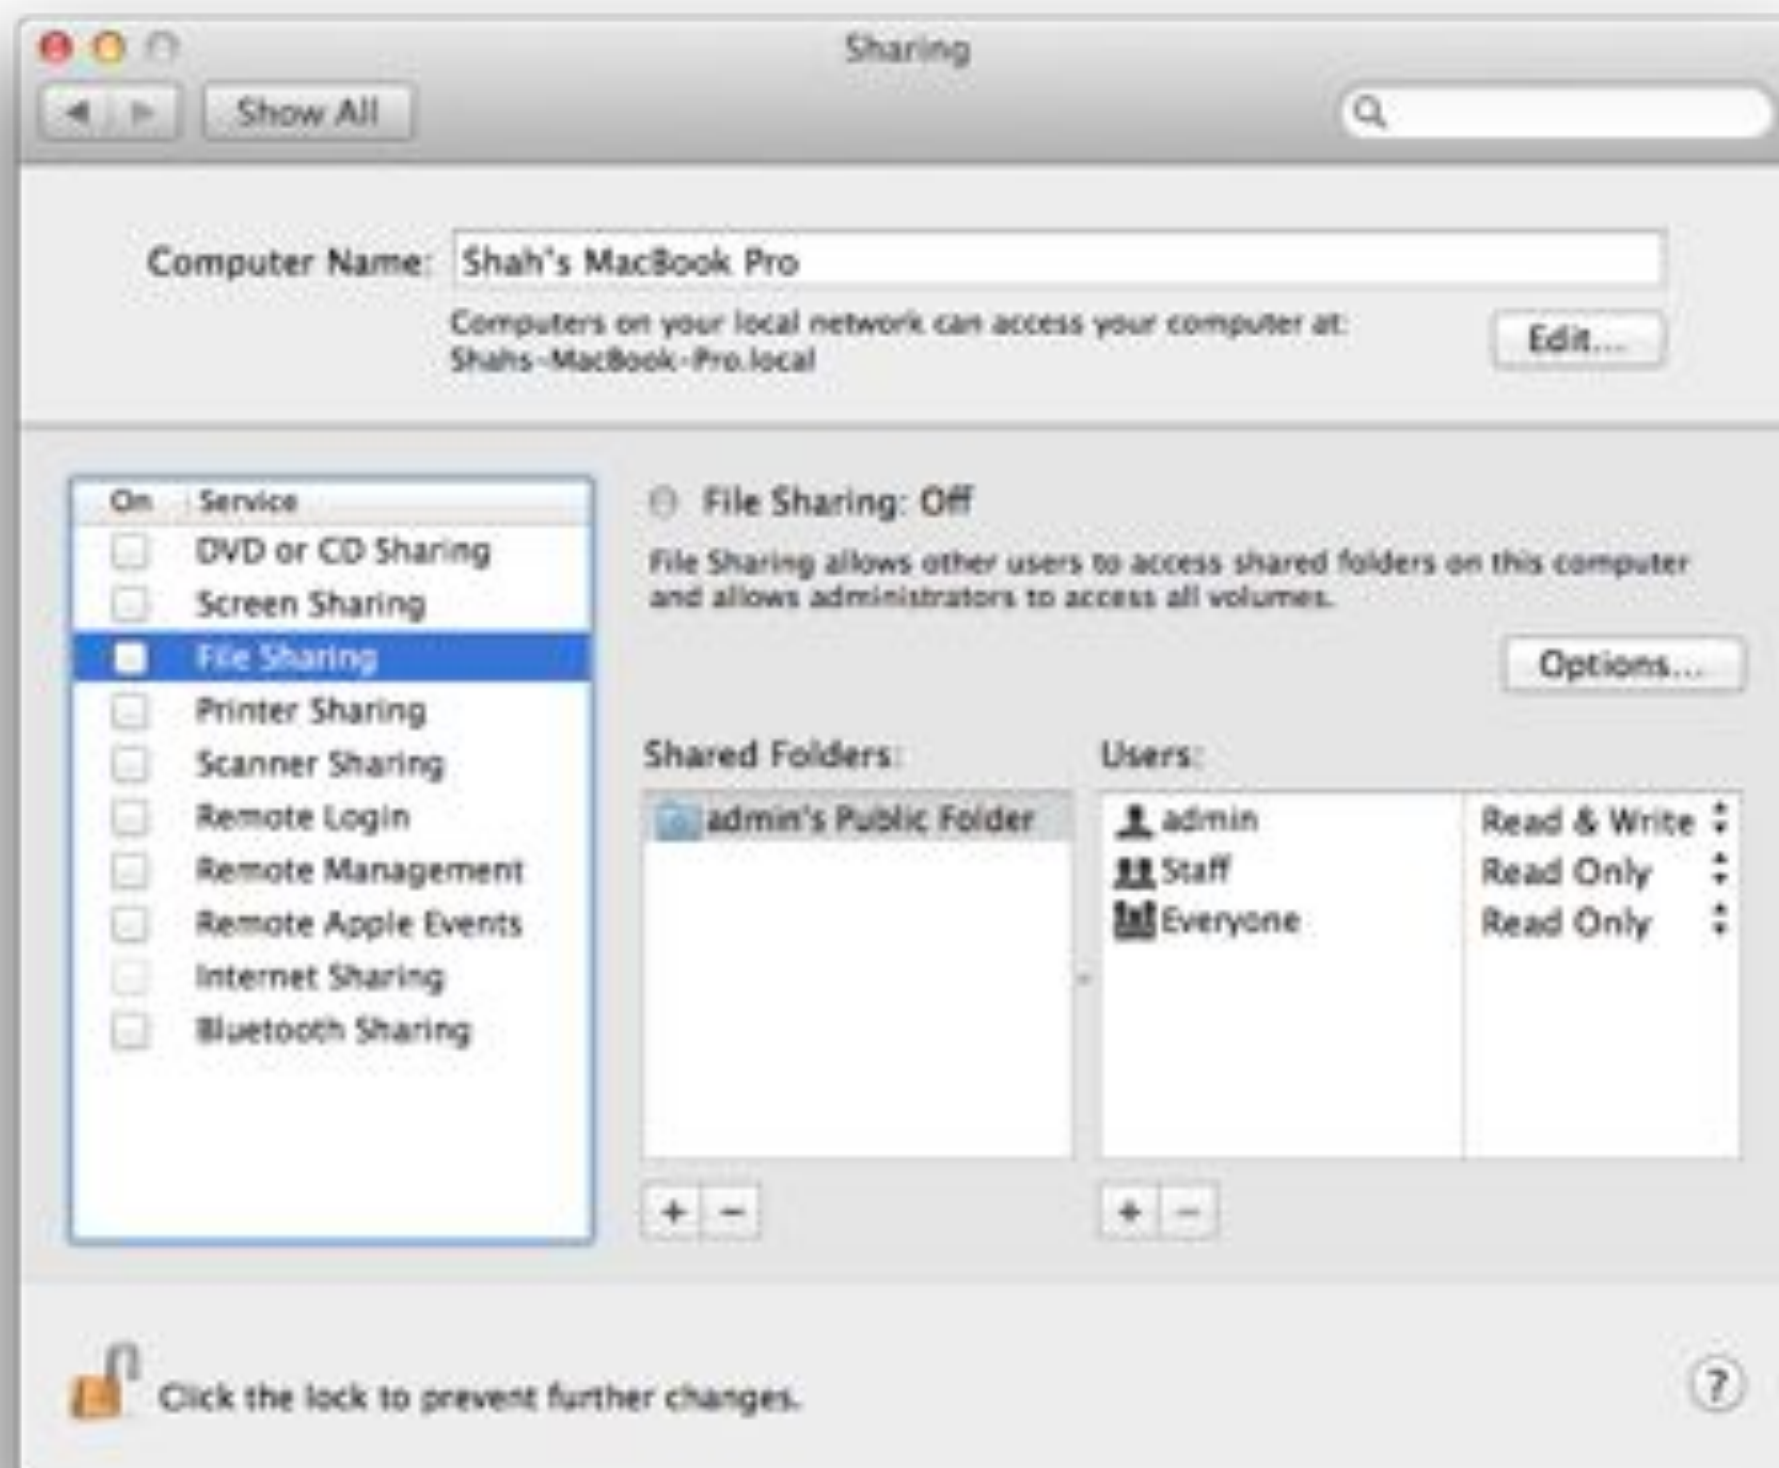 Sharing
Show All
Computer Name: Shah's MacBook Pro
Computers on your local network can access your computer at:
Shahs-MacBook-Pro.local
Edit...
On Service
DVD or CD Sharing
Screen Sharing
File Sharing
Printer Sharing
Scanner Sharing
Remote Login
Remote Management
Remote Apple Events
Internet Sharing
Bluetooth Sharing
File Sharing: Off
File Sharing allows other users to access shared folders on this computer
and allows administrators to access all volumes.
Options...
Shared Folders:
admin's Public Folder
Users:
admin Read & Write
Staff Read Only
Everyone Read Only
+ −
+ −
Click the lock to prevent further changes.
?